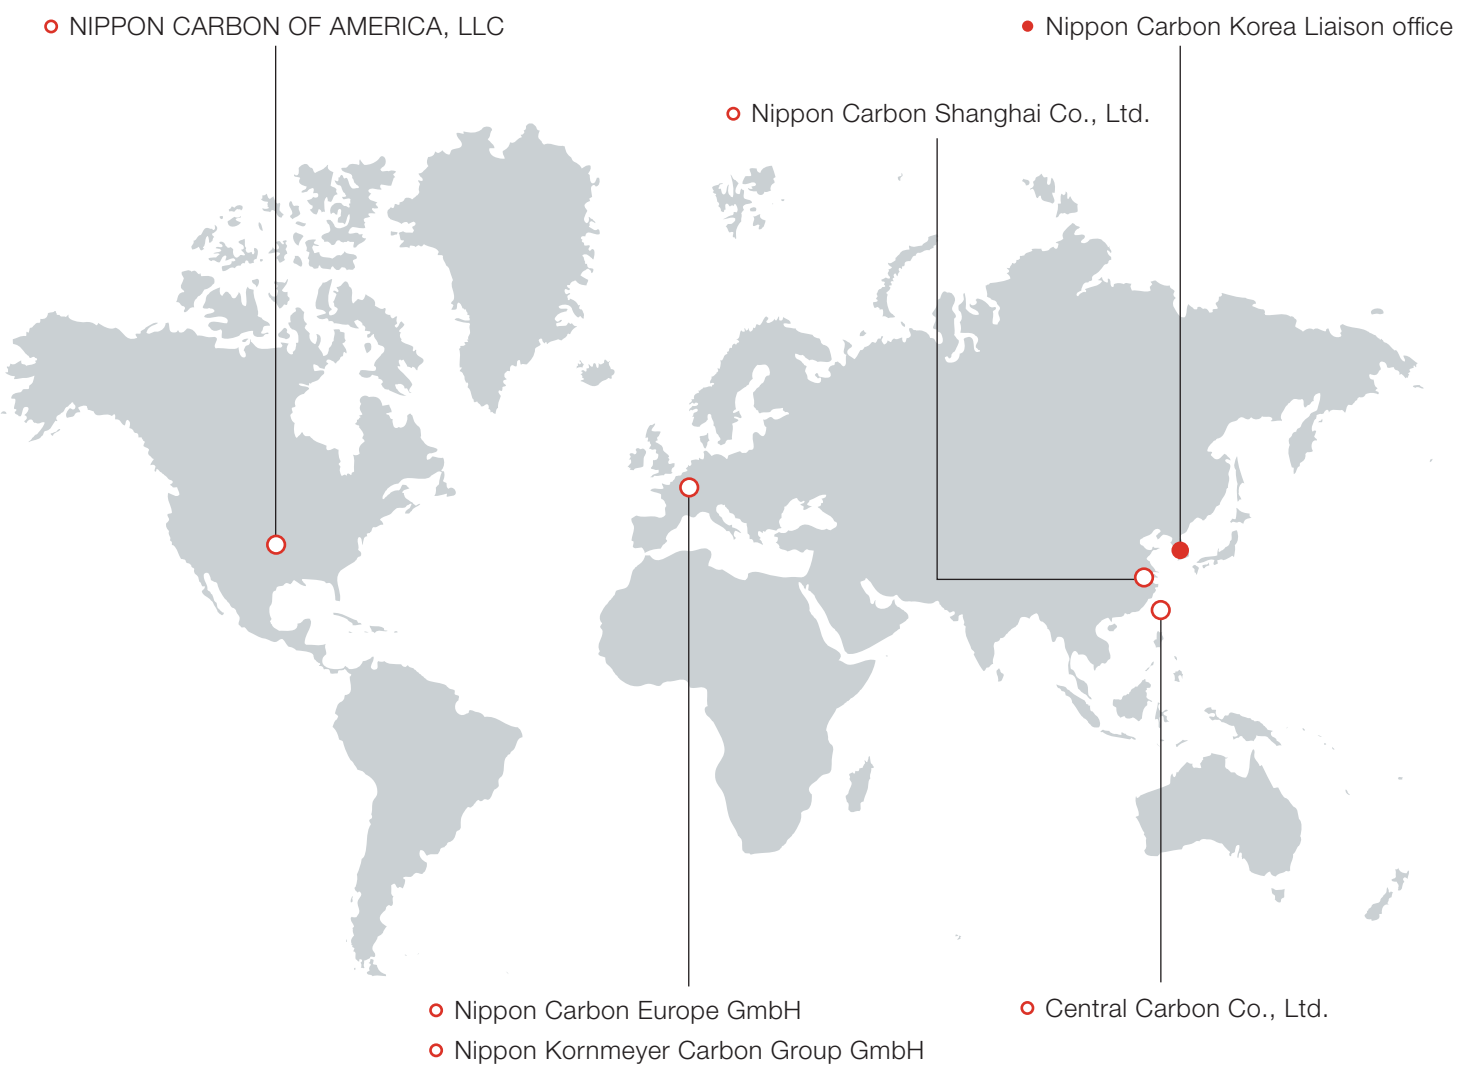 NIPPON CARBON OF AMERICA, LLC
Nippon Carbon Korea Liaison office
Nippon Carbon Shanghai Co., Ltd.
Nippon Carbon Europe GmbH
Nippon Kornmeyer Carbon Group GmbH
Central Carbon Co., Ltd.